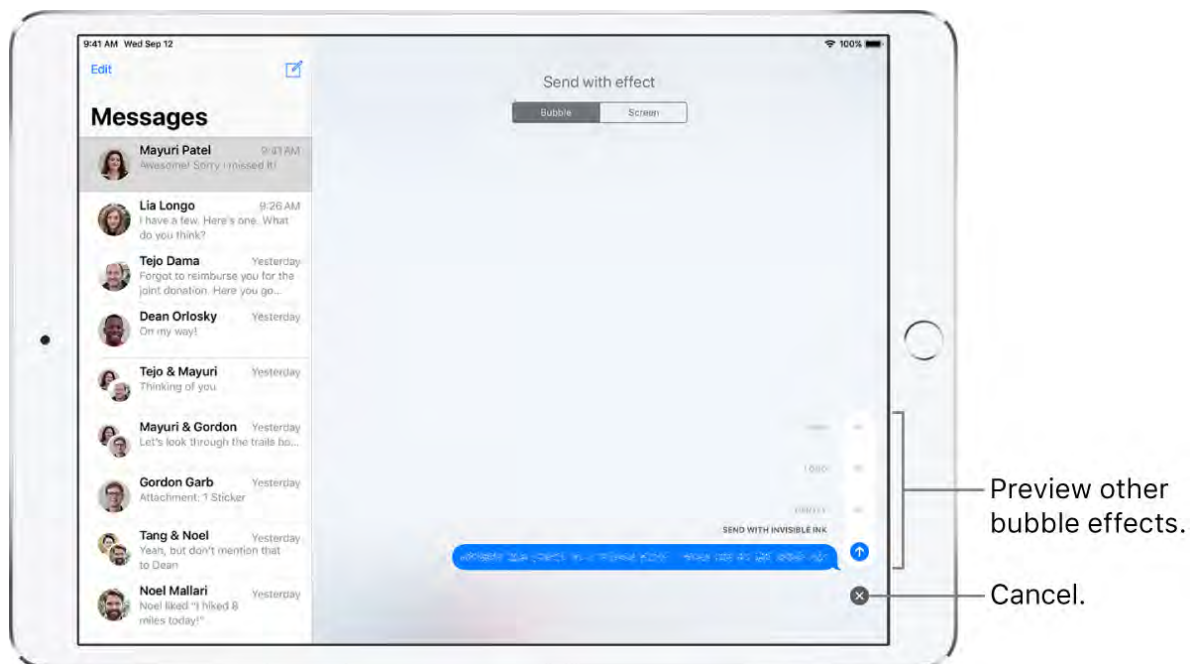 9:41 AM Wed Sep 12
100%
Edit
Send with effect
Bubble Screen
Messages
Mayuri Patel 9:41 AM
Awesome! Sorry I missed it!
Lia Longo 9:26 AM
I have a few. Here's one. What
do you think?
Tejo Dama Yesterday
Forgot to reimburse you for the
joint donation. Here you go...
Dean Orlosky Yesterday
On my way!
Tejo & Mayuri Yesterday
Thinking of you
Mayuri & Gordon Yesterday
Let's look through the trails bo...
Gordon Garb Yesterday
Attachment: 1 Sticker
Tang & Noel Yesterday
Yeah, but don't mention that
to Dean
Noel Mallari Yesterday
Noel liked "I hiked 8
miles today!"
LOUD
GENTLE
SEND WITH INVISIBLE INK
Preview other
bubble effects.
Cancel.